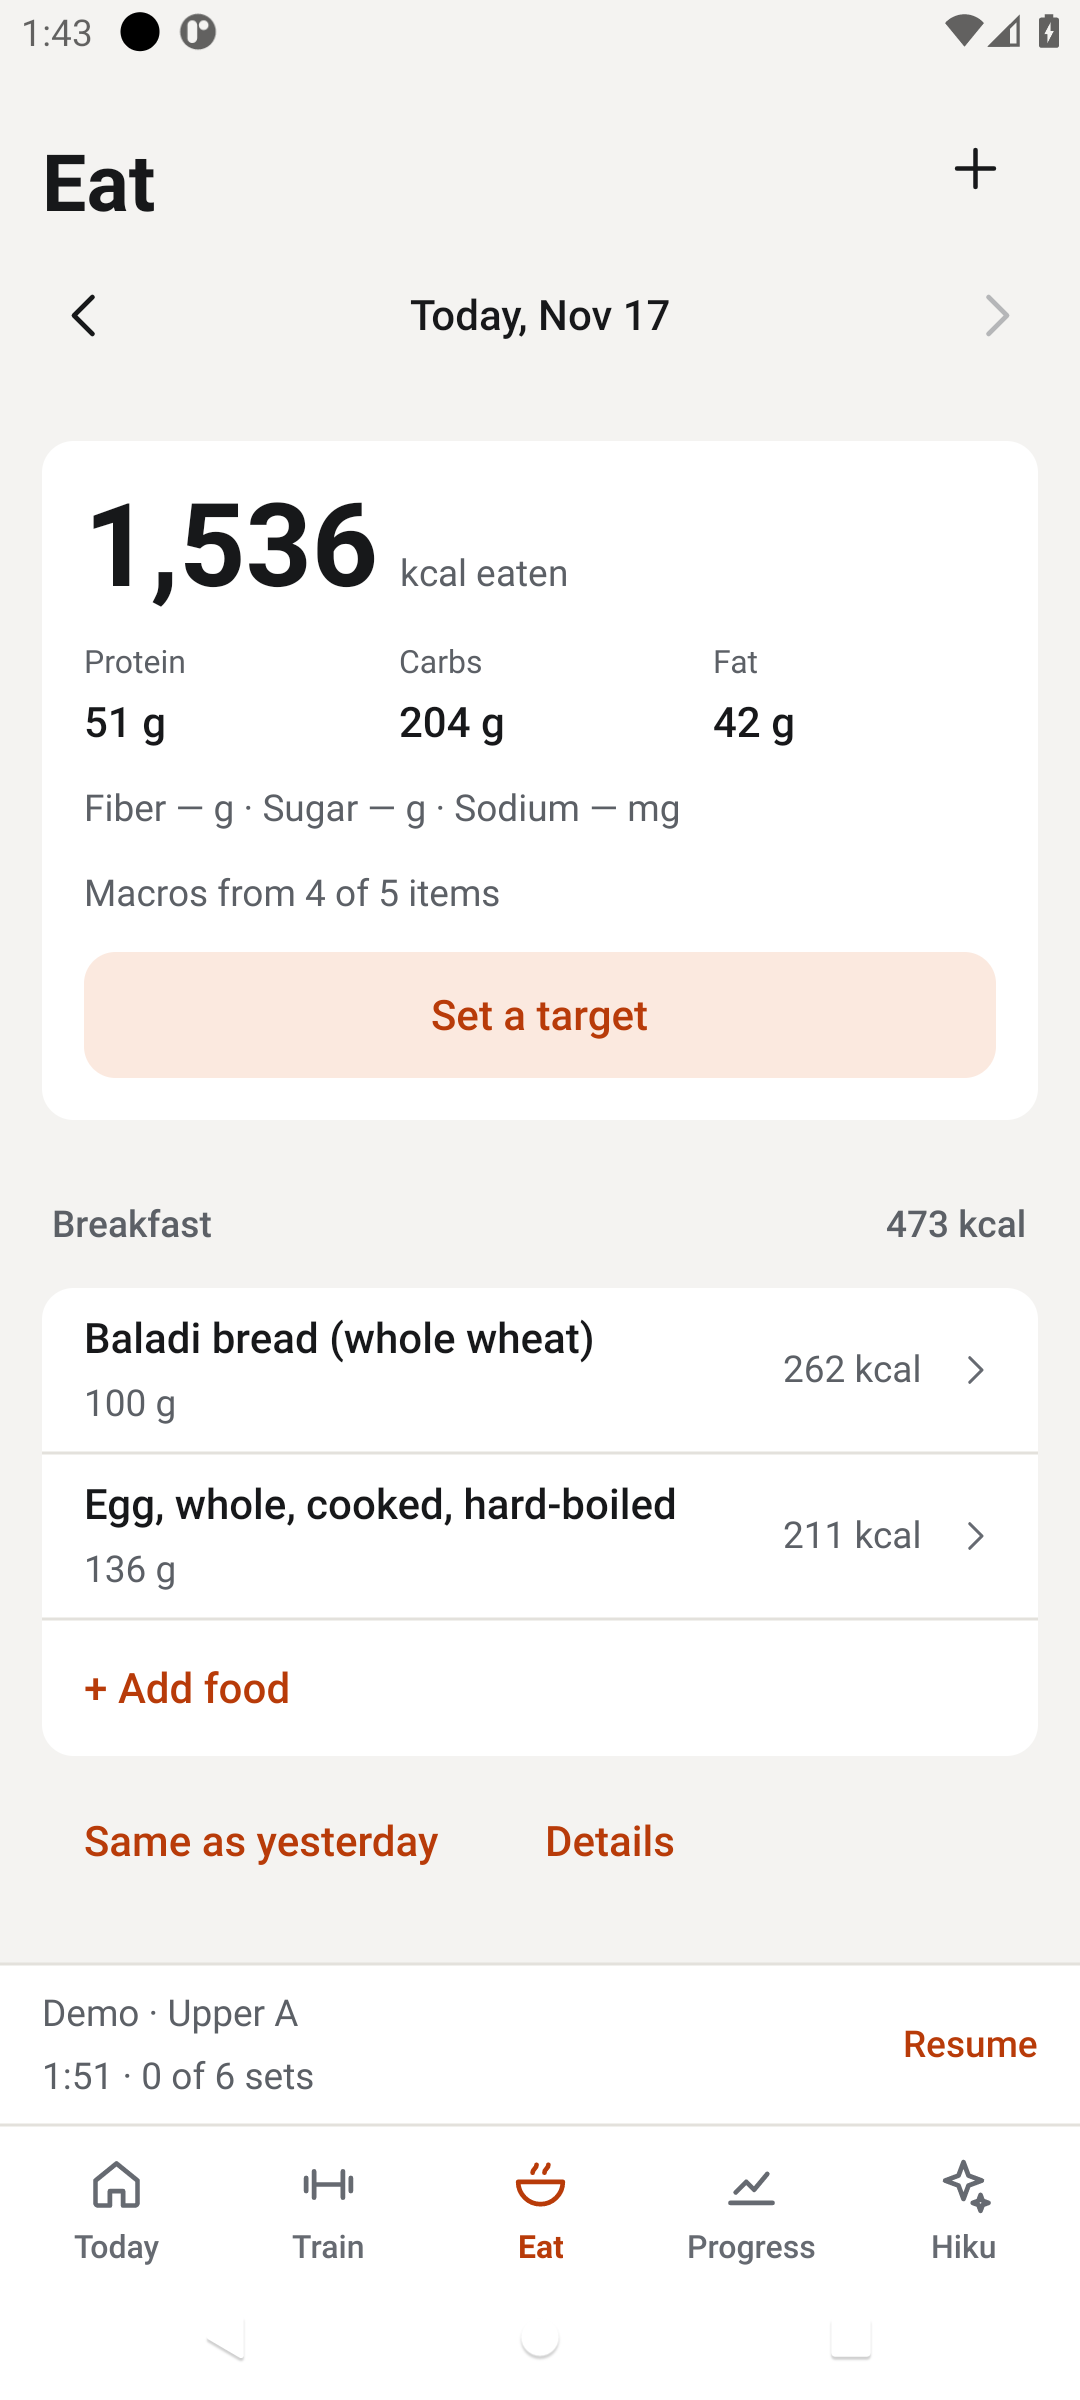 1:43
Eat
Today, Nov 17
1,536 kcal eaten
Protein Carbs Fat
51 g 204 g 42 g
Fiber — g · Sugar — g · Sodium — mg
Macros from 4 of 5 items
Set a target
Breakfast 473 kcal
Baladi bread (whole wheat)
262 kcal
100 g
Egg, whole, cooked, hard-boiled
211 kcal
136 g
+ Add food
Same as yesterday Details
Demo · Upper A
Resume
1:51 · 0 of 6 sets
Today Train Eat Progress Hiku